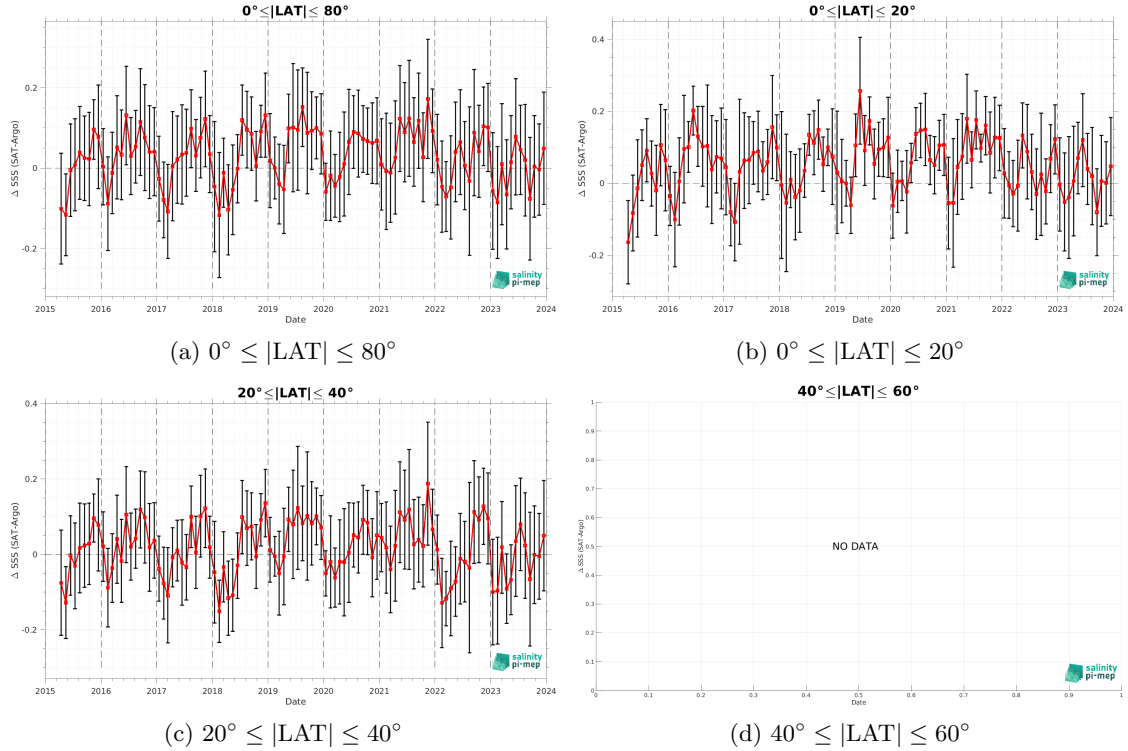 0°≤|LAT|≤ 80°
Δ SSS (SAT-Argo)
0.2
0
-0.2
2015 2016 2017 2018 2019 2020 2021 2022 2023 2024
Date
salinity
pi-mep
(a) 0° ≤ |LAT| ≤ 80°
0°≤|LAT|≤ 20°
Δ SSS (SAT-Argo)
0.4
0.2
0
-0.2
2015 2016 2017 2018 2019 2020 2021 2022 2023 2024
Date
salinity
pi-mep
(b) 0° ≤ |LAT| ≤ 20°
20°≤|LAT|≤ 40°
Δ SSS (SAT-Argo)
0.4
0.2
0
-0.2
2015 2016 2017 2018 2019 2020 2021 2022 2023 2024
Date
salinity
pi-mep
(c) 20° ≤ |LAT| ≤ 40°
40°≤|LAT|≤ 60°
Δ SSS (SAT-Argo)
1
0.9
0.8
0.7
0.6
0.5
0.4
0.3
0.2
0.1
0
NO DATA
0 0.1 0.2 0.3 0.4 0.5 0.6 0.7 0.8 0.9 1
Date
salinity
pi-mep
(d) 40° ≤ |LAT| ≤ 60°